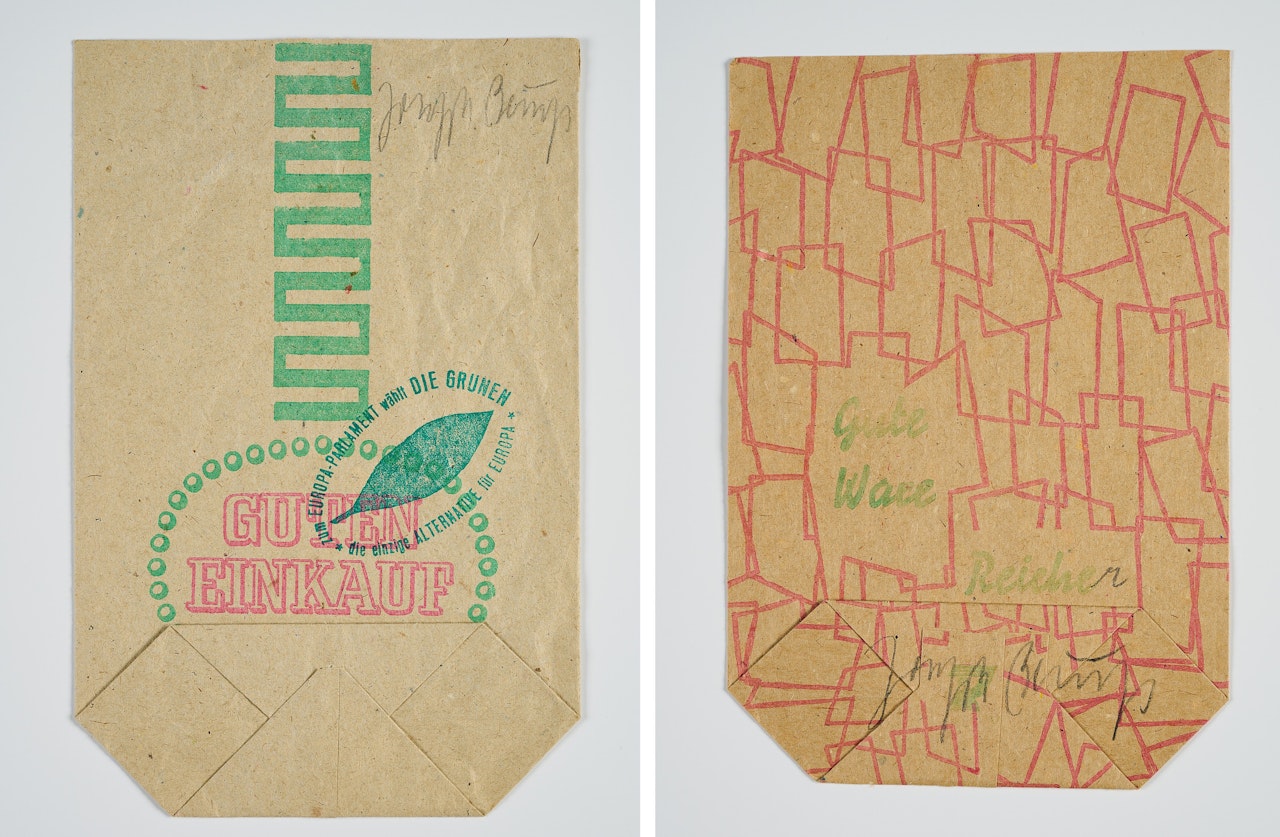 Joseph Beuys
zum EUROPA-PARLAMENT wählt DIE GRÜNEN
* die einzige ALTERNATIVE für EUROPA *
GUTEN
EINKAUF
Gute
Ware
Reicher
Joseph Beuys